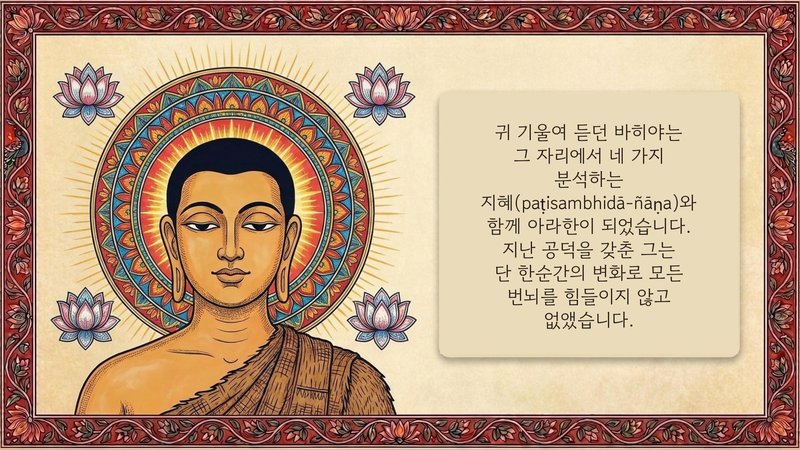 귀 기울여 듣던 바히야는
그 자리에서 네 가지
분석하는
지혜(paṭisambhidā-ñāṇa)와
함께 아라한이 되었습니다.
지난 공덕을 갖춘 그는
단 한순간의 변화로 모든
번뇌를 힘들이지 않고
없앴습니다.